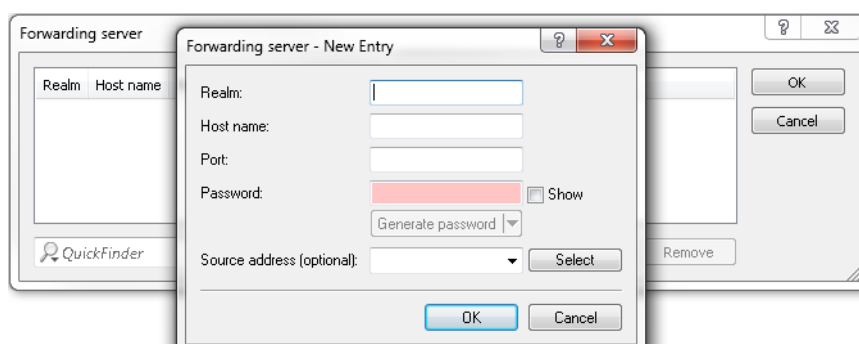 Forwarding server
Realm Host name
OK
Cancel
QuickFinder
Remove
Forwarding server - New Entry
Realm:
Host name:
Port:
Password:
Show
Generate password
Source address (optional):
Select
OK
Cancel